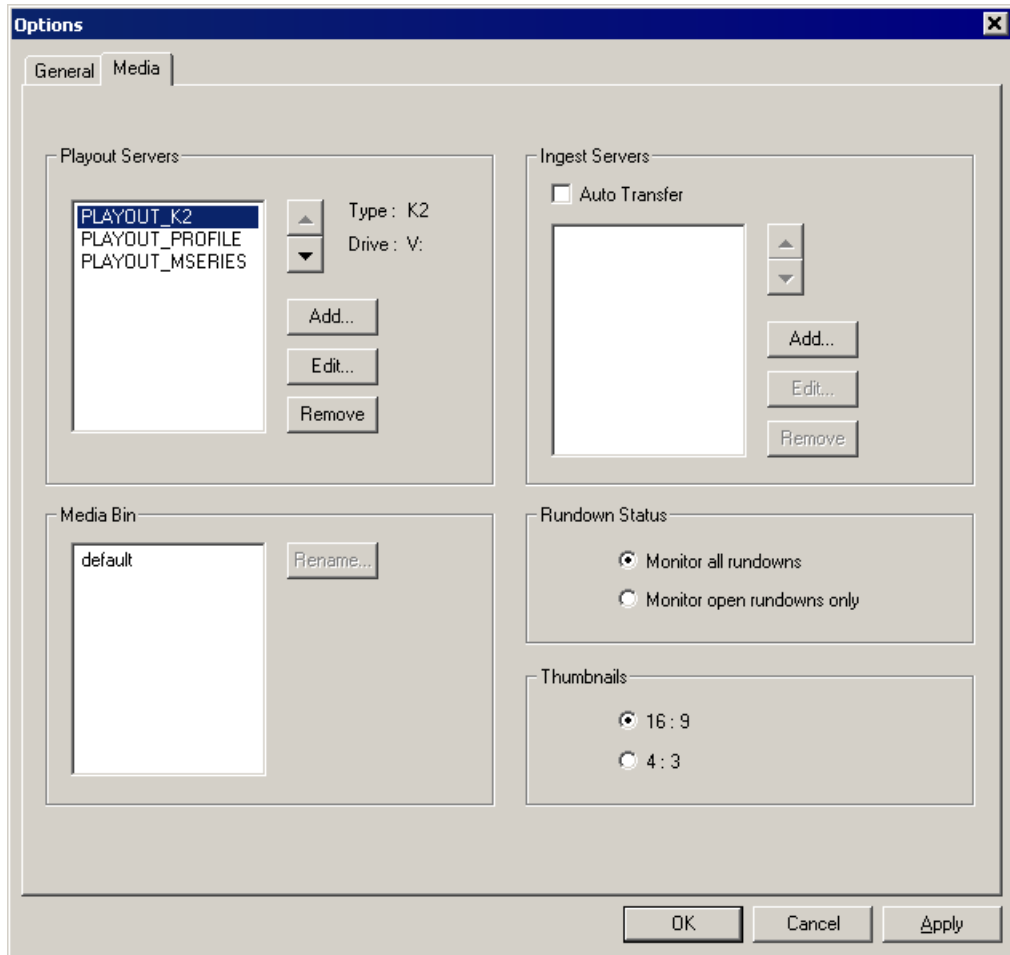 Options
General
Media
Playout Servers
PLAYOUT_K2
PLAYOUT_PROFILE
PLAYOUT_MSERIES
Type : K2
Drive : V:
Add...
Edit...
Remove
Ingest Servers
Auto Transfer
Add...
Edit...
Remove
Media Bin
default
Rename...
Rundown Status
Monitor all rundowns
Monitor open rundowns only
Thumbnails
16 : 9
4 : 3
OK
Cancel
Apply